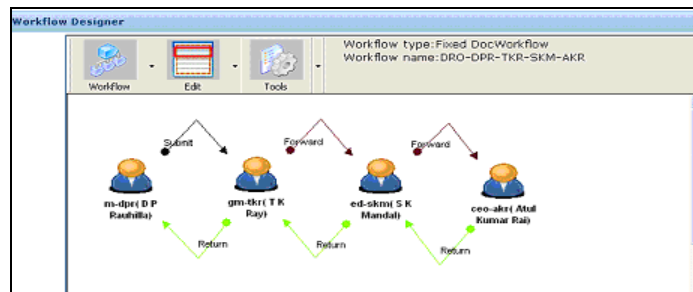 Workflow Designer
Workflow type:Fixed DocWorkflow
Workflow name:DRO-DPR-TKR-SKM-AKR
Workflow
Edit
Tools
Submit
Forward
Forward
m-dpr( D P
Rauhilla)
gm-tkr( T K
Ray)
ed-skm( S K
Mandal)
ceo-akr( Atul
Kumar Rai)
Return
Return
Return